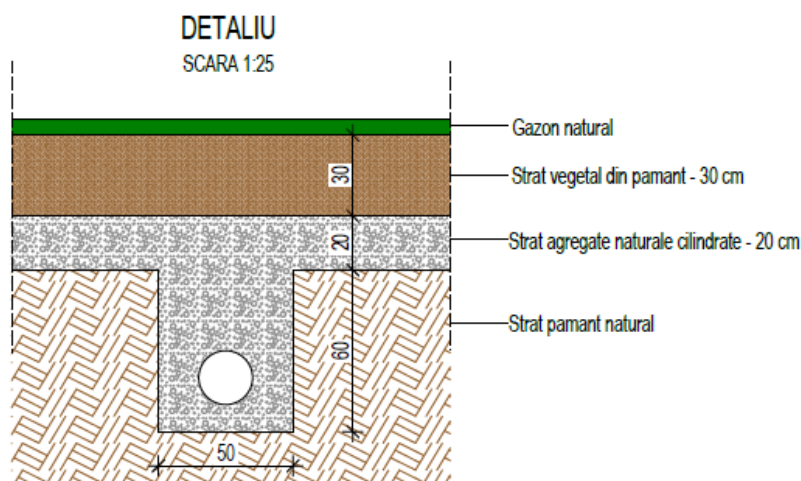 DETALIU
SCARA 1:25
Gazon natural
30
Strat vegetal din pamant - 30 cm
20
Strat agregate naturale cilindrate - 20 cm
Strat pamant natural
60
50